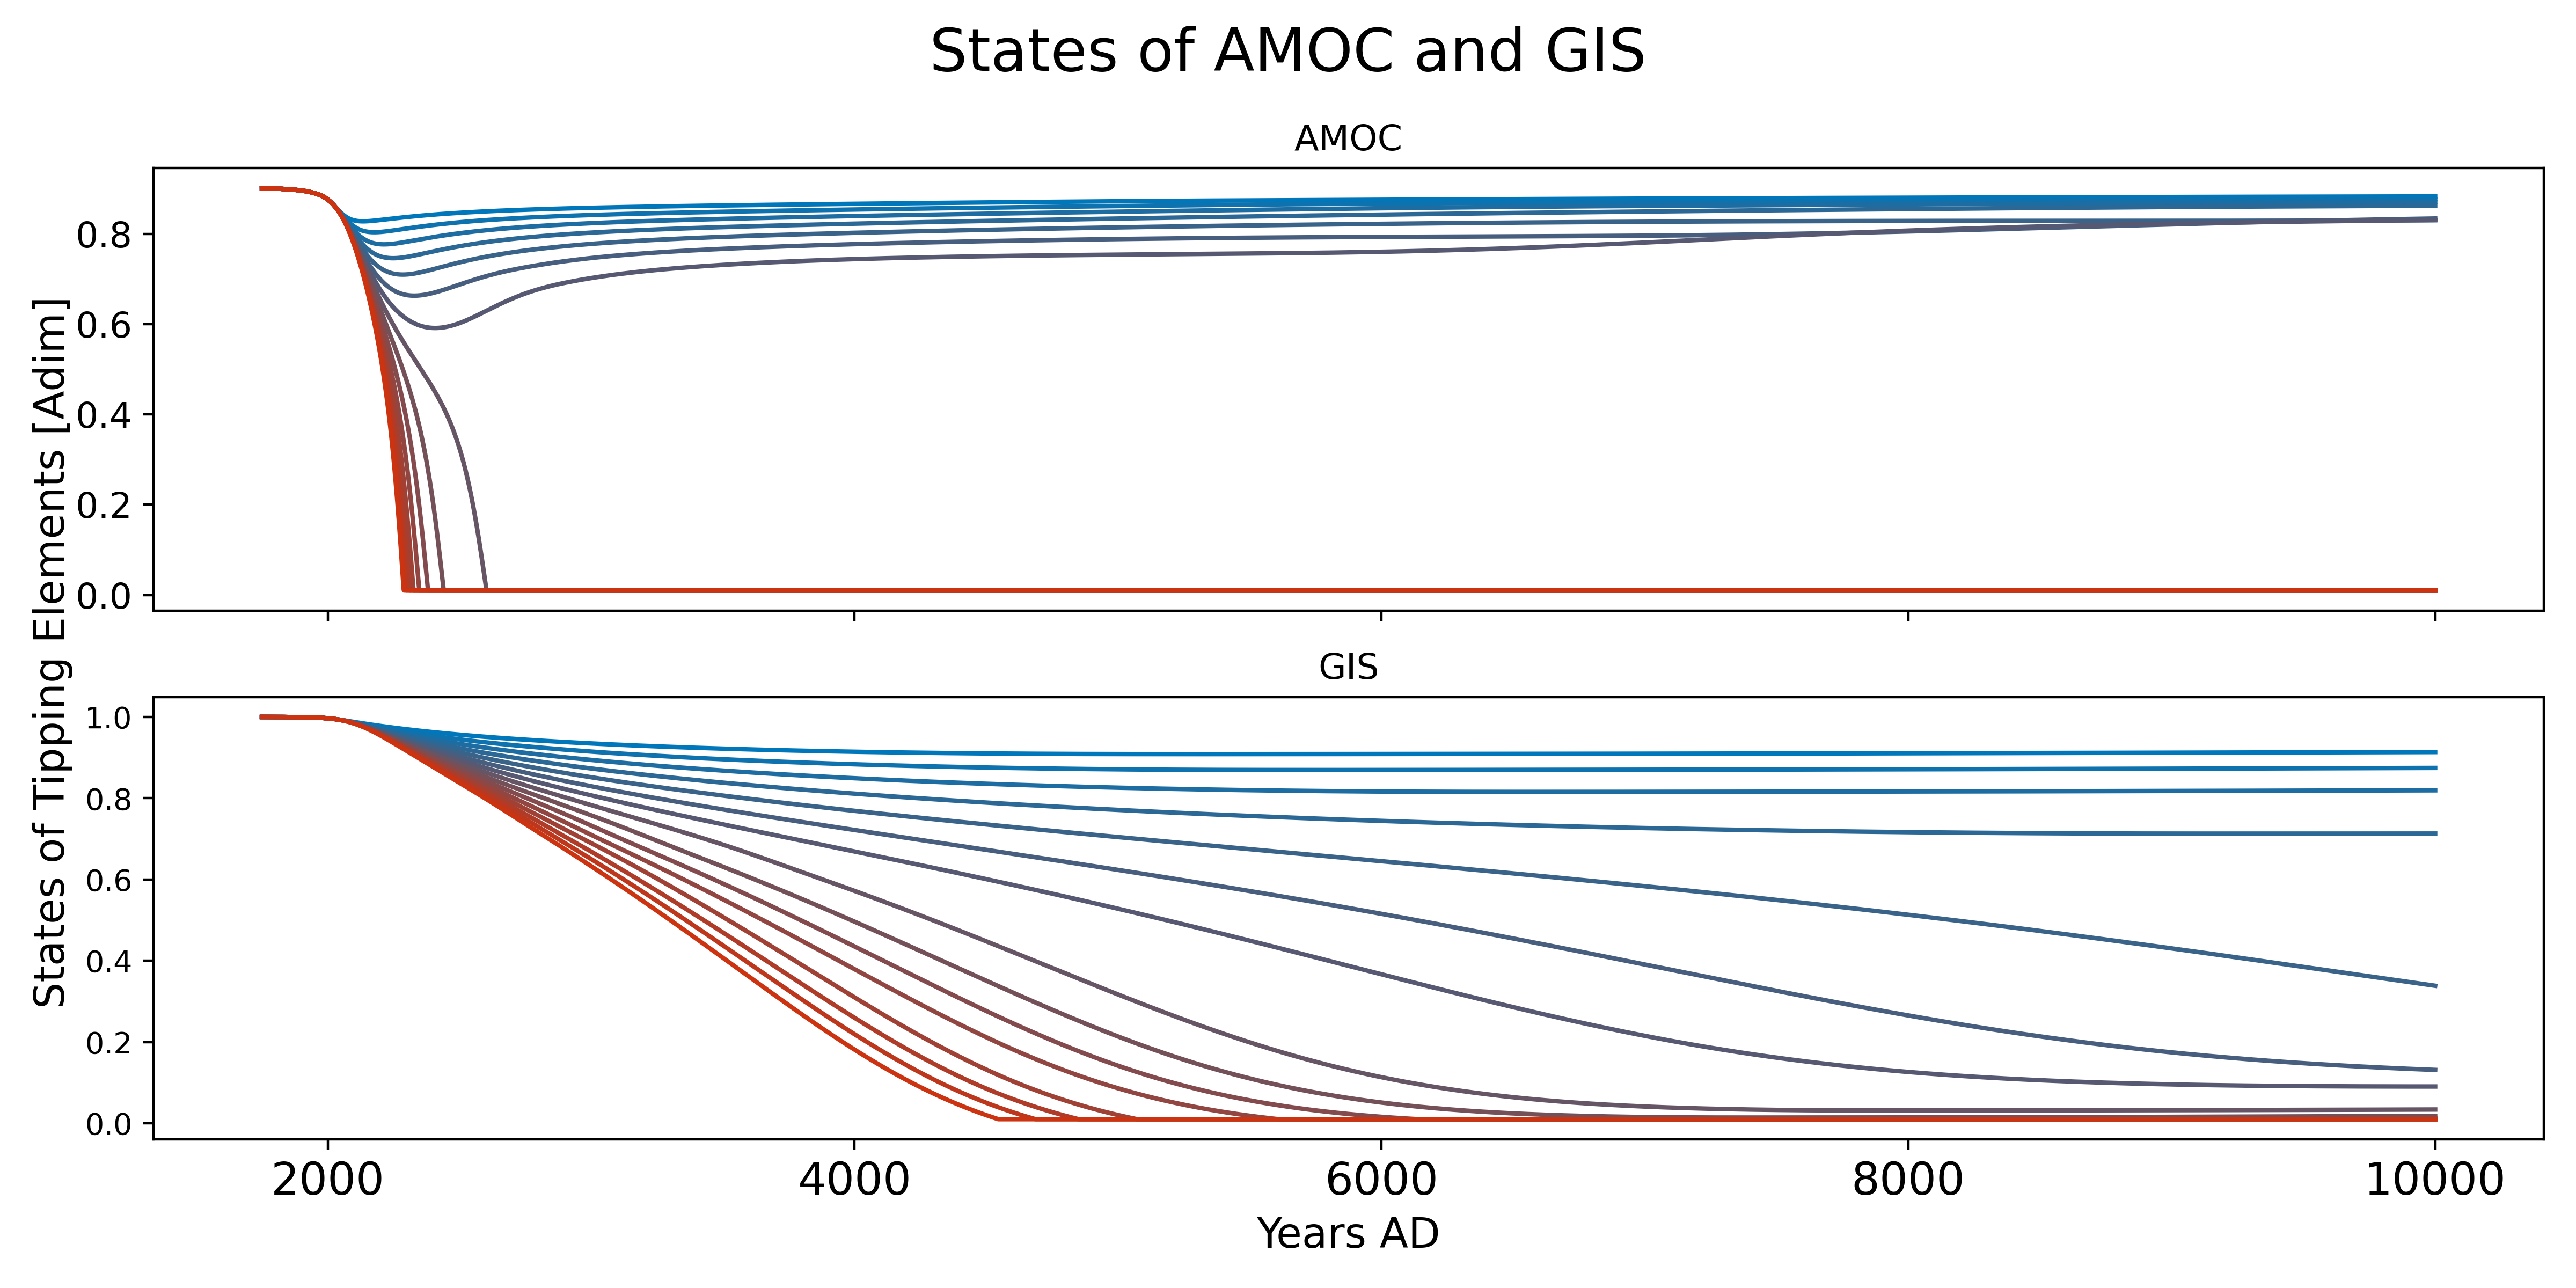 States of AMOC and GIS
AMOC
0.8
0.6
0.4
0.2
0.0
States of Tipping Elements [Adim]
GIS
1.0
0.8
0.6
0.4
0.2
0.0
2000 4000 6000 8000 10000
Years AD